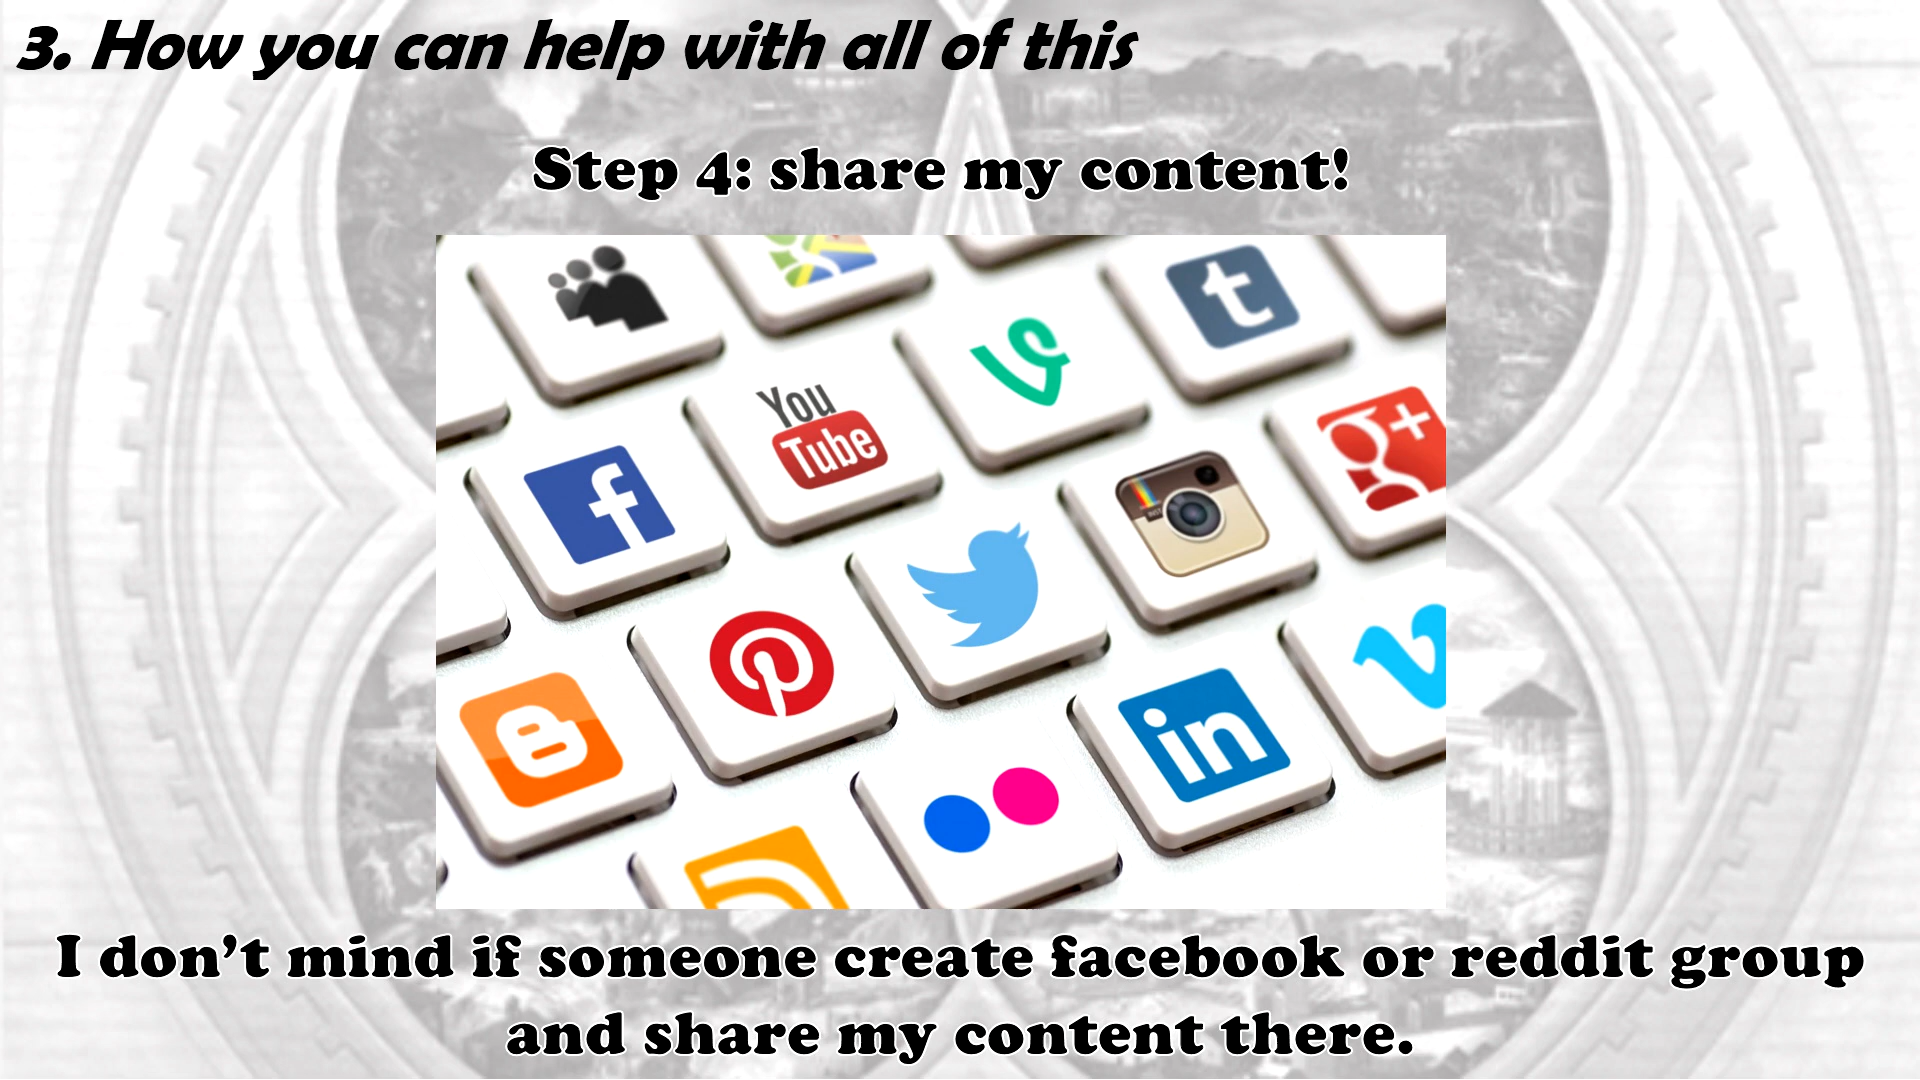 3. How you can help with all of this
Step 4: share my content!
t
You
Tube
g+
f
in
I don't mind if someone create facebook or reddit group
and share my content there.